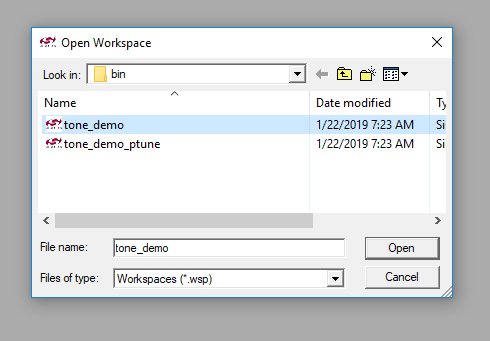 Open Workspace
Look in: bin
Name Date modified Ty
tone_demo 1/22/2019 7:23 AM Si
tone_demo_ptune 1/22/2019 7:23 AM Si
File name: tone_demo Open
Files of type: Workspaces (*.wsp) Cancel